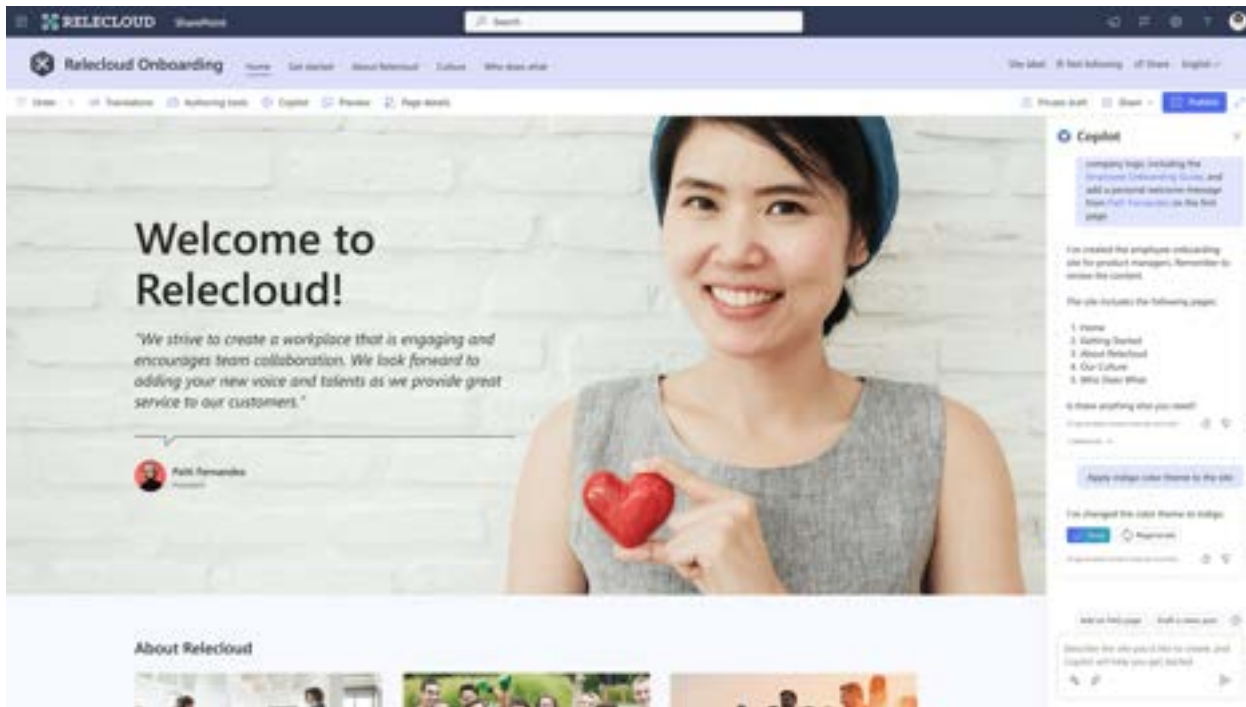 RELECLOUD SharePoint
Search
Relecloud Onboarding
Home Get started About Relecloud Culture Who does what
Site label Not following Share English
Undo Translations Authoring tools Copilot Preview Page details
Private draft Share Publish
Welcome to
Relecloud!
"We strive to create a workplace that is engaging and
encourages team collaboration. We look forward to
adding your new voice and talents as we provide great
service to our customers."
Patti Fernandez
President
About Relecloud
Copilot
company logo, including the
Employee Onboarding Guide, and
add a personal welcome message
from Patti Fernandez on the first
page.
I've created the employee onboarding
site for product managers. Remember to
review the content.
The site includes the following pages:
1. Home
2. Getting Started
3. About Relecloud
4. Our Culture
5. Who Does What
Is there anything else you need?
Apply indigo color theme to the site
I've changed the color theme to indigo.
Regenerate
Add an FAQ page Draft a news post
Describe the site you'd like to create and
Copilot will help you get started